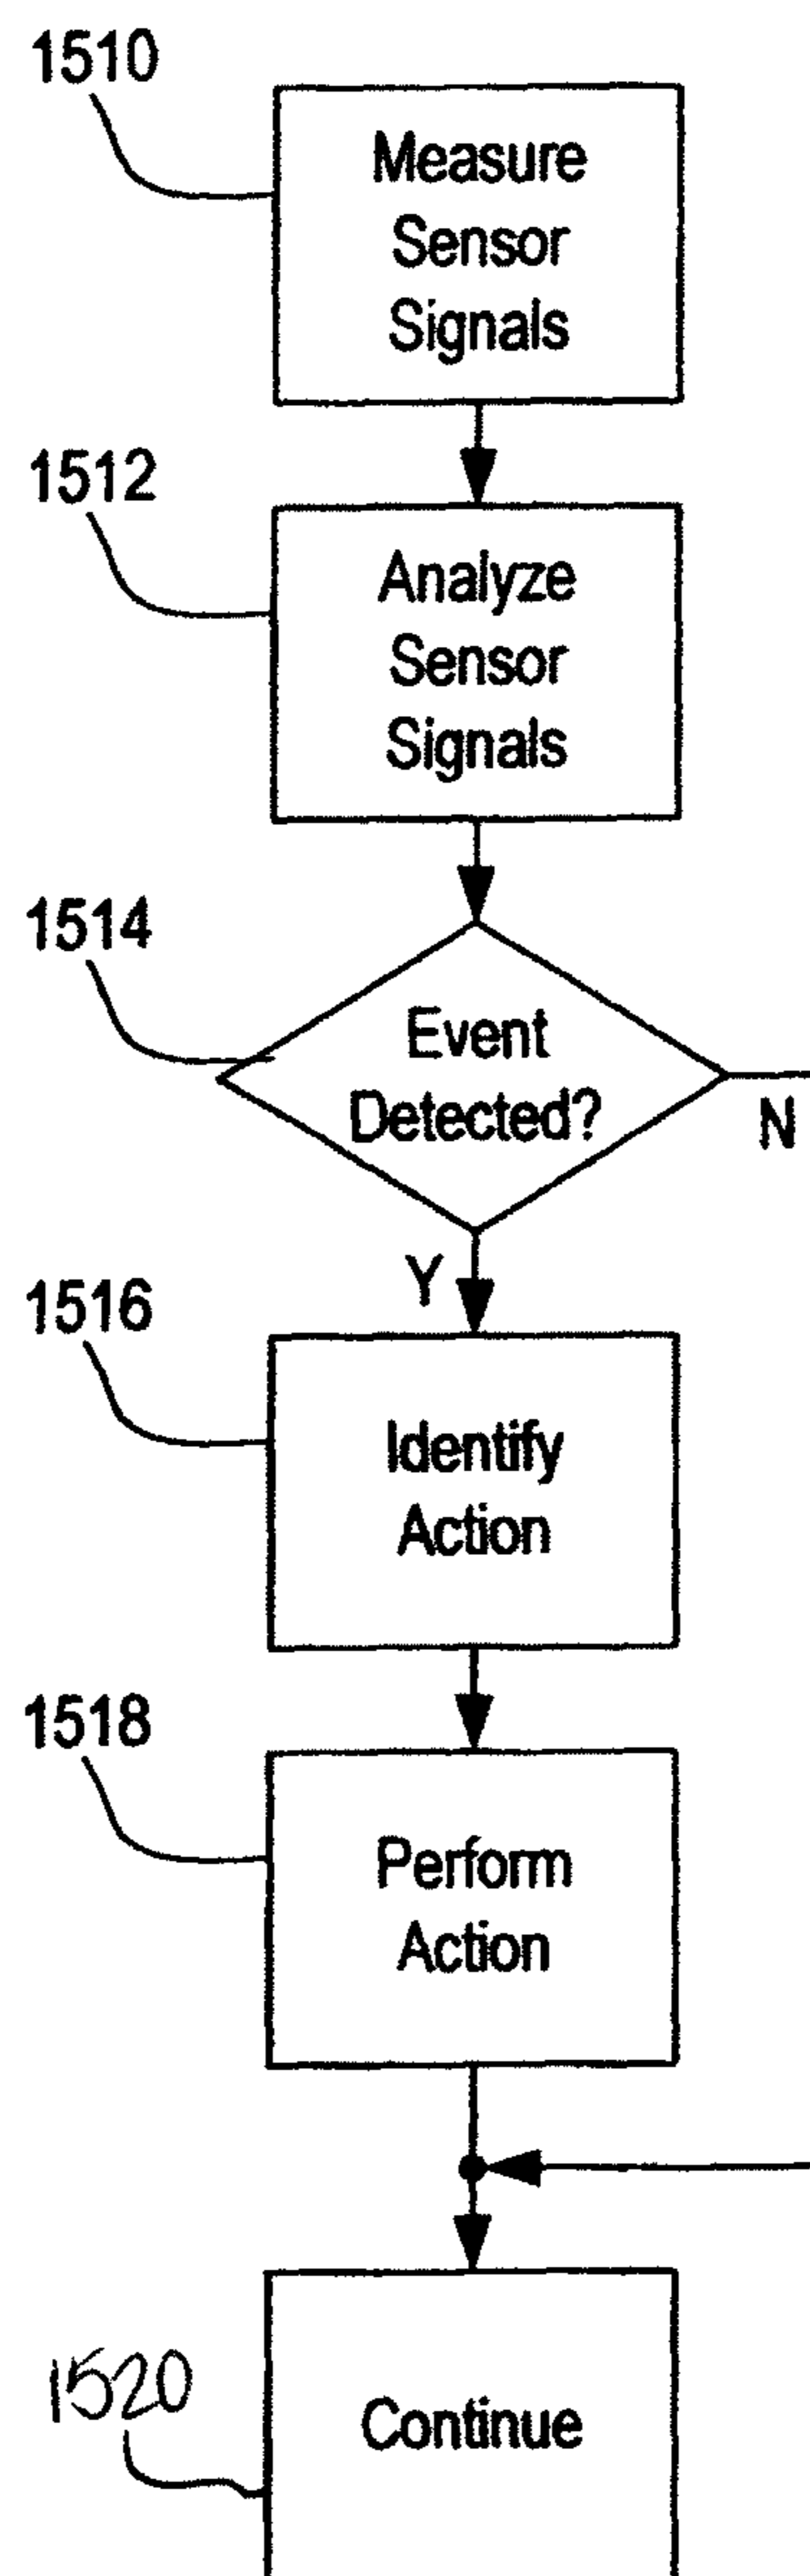 1510
Measure
Sensor
Signals
1512
Analyze
Sensor
Signals
1514
Event
Detected?
N
Y
1516
Identify
Action
1518
Perform
Action
1520
Continue